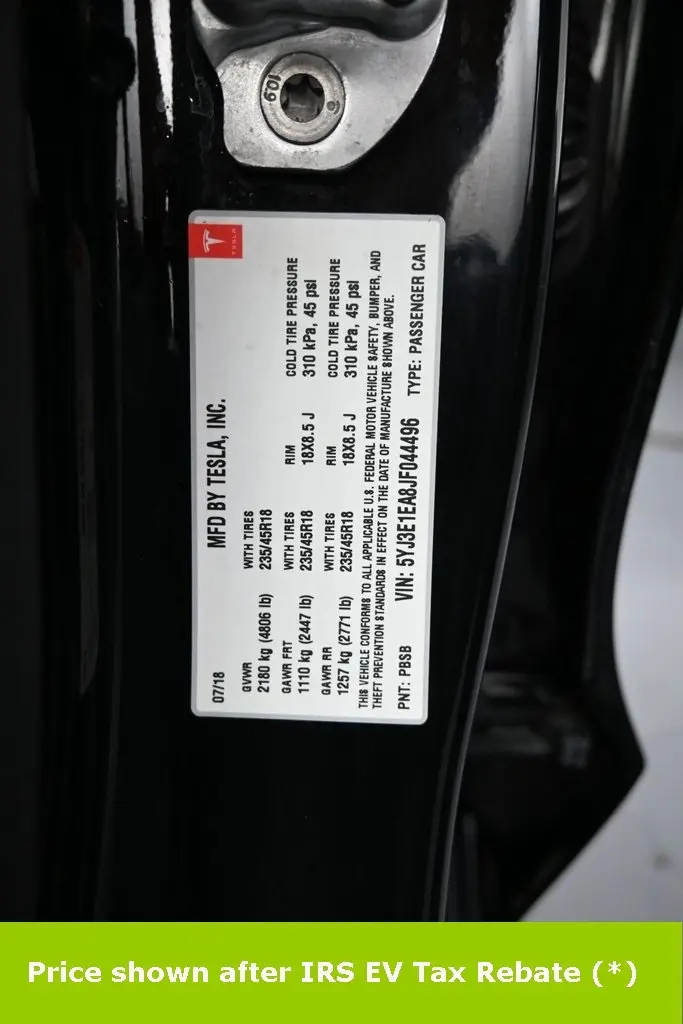 10.9
TESLA
MFD BY TESLA, INC.
07/18
GVWR WITH TIRES
2180 kg (4806 lb) 235/45R18
GAWR FRT WITH TIRES RIM COLD TIRE PRESSURE
1110 kg (2447 lb) 235/45R18 18X8.5 J 310 kPa, 45 psi
GAWR RR WITH TIRES RIM COLD TIRE PRESSURE
1257 kg (2771 lb) 235/45R18 18X8.5 J 310 kPa, 45 psi
THIS VEHICLE CONFORMS TO ALL APPLICABLE U.S. FEDERAL MOTOR VEHICLE SAFETY, BUMPER, AND
THEFT PREVENTION STANDARDS IN EFFECT ON THE DATE OF MANUFACTURE SHOWN ABOVE.
PNT: PBSB VIN: 5YJ3E1EA8JF044496 TYPE: PASSENGER CAR
Price shown after IRS EV Tax Rebate (*)